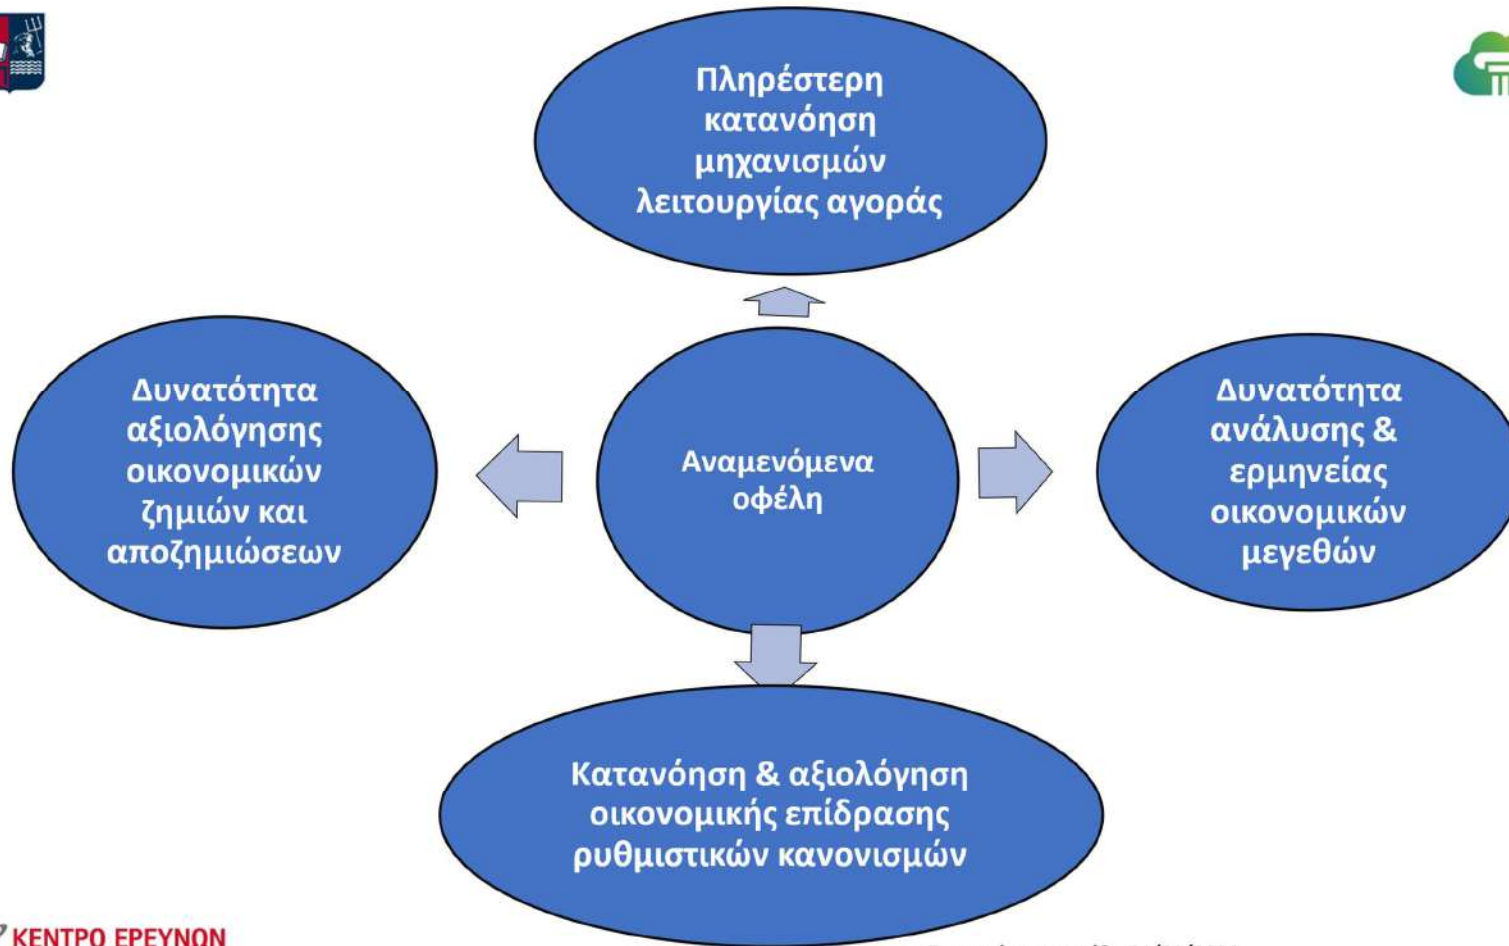 Πληρέστερη
κατανόηση
μηχανισμών
λειτουργίας αγοράς
Δυνατότητα
αξιολόγησης
οικονομικών
ζημιών και
αποζημιώσεων
Αναμενόμενα
οφέλη
Δυνατότητα
ανάλυσης &
ερμηνείας
οικονομικών
μεγεθών
Κατανόηση & αξιολόγηση
οικονομικής επίδρασης
ρυθμιστικών κανονισμών
ΚΕΝΤΡΟ ΕΡΕΥΝΩΝ